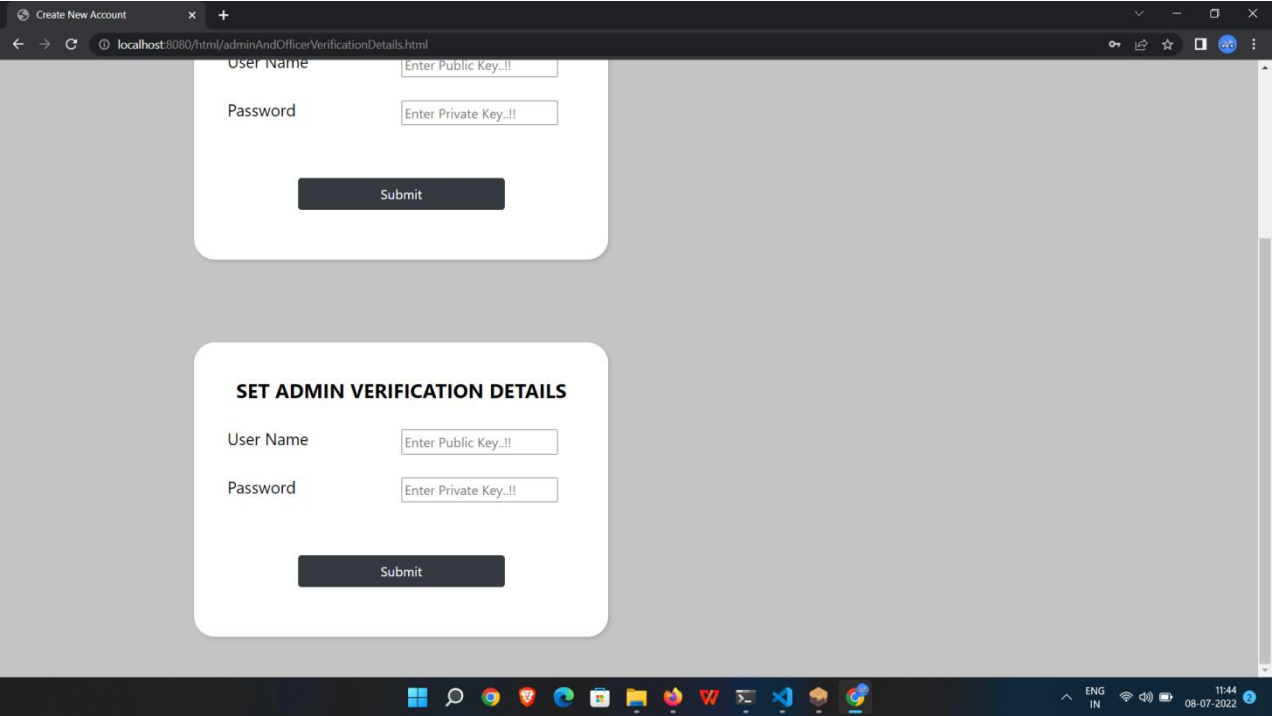 Create New Account
localhost:8080/html/adminAndOfficerVerificationDetails.html
User Name
Enter Public Key..!!
Password
Enter Private Key..!!
Submit
SET ADMIN VERIFICATION DETAILS
User Name
Enter Public Key..!!
Password
Enter Private Key..!!
Submit
ENG
IN
11:44
08-07-2022
2